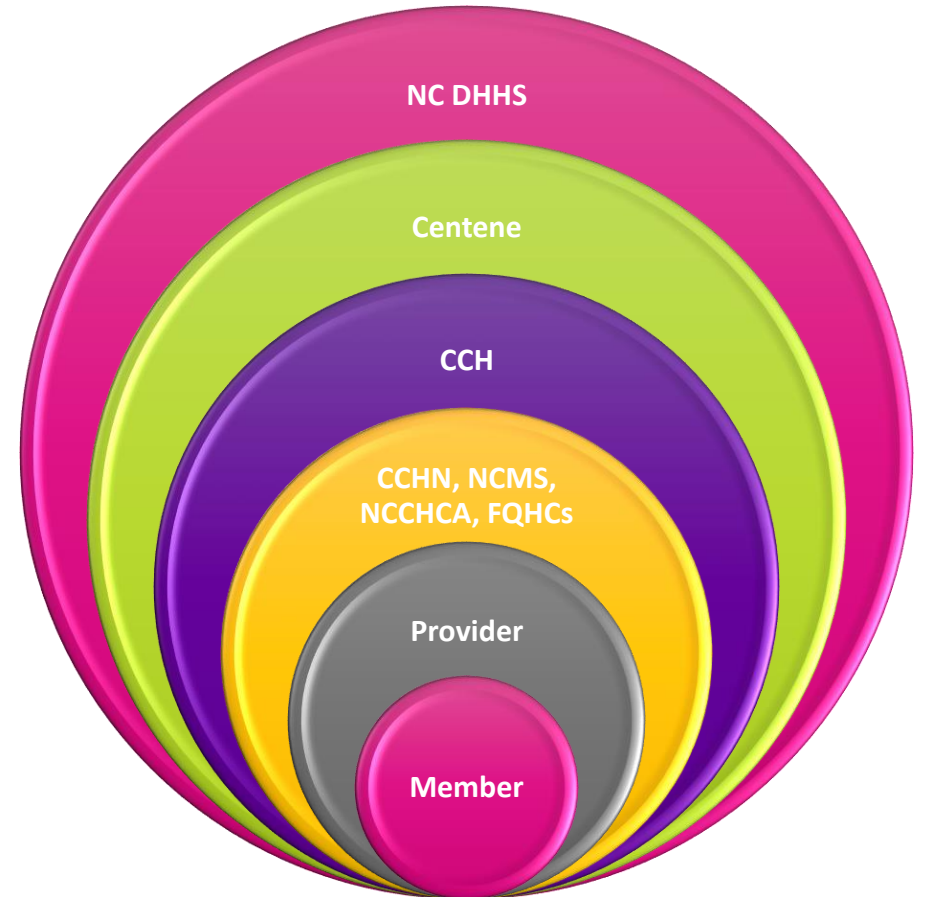 NC DHHS
Centene
CCH
CCHN, NCMS,
NCCHCA, FQHCs
Provider
Member